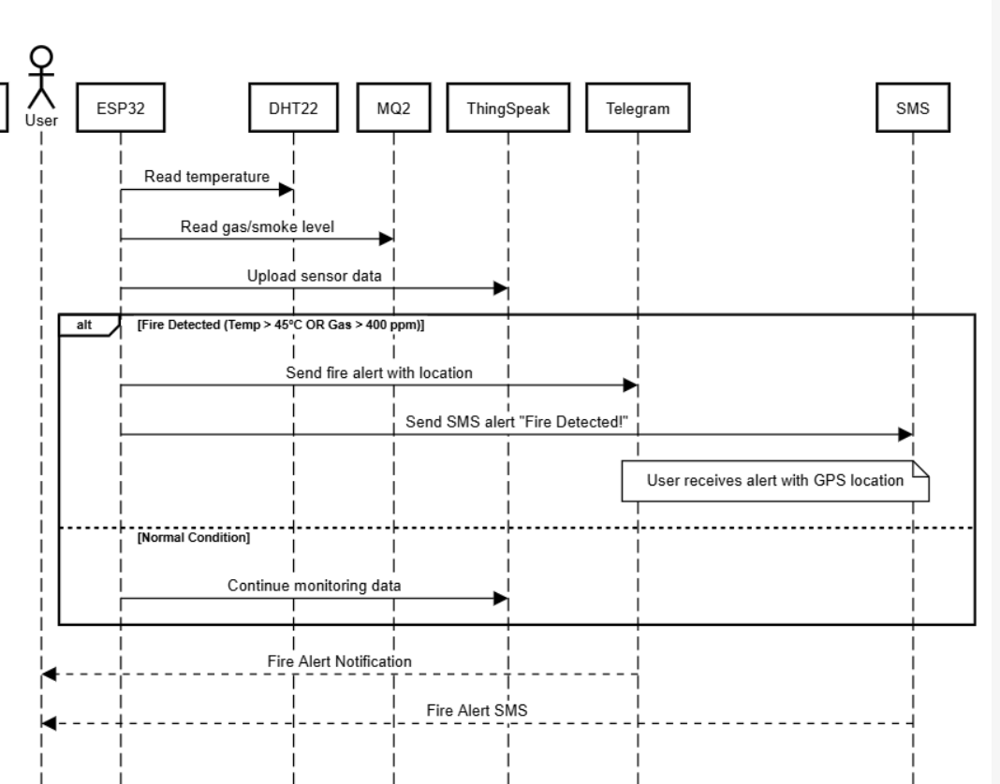 User
ESP32
DHT22
MQ2
ThingSpeak
Telegram
SMS
Read temperature
Read gas/smoke level
Upload sensor data
alt
[Fire Detected (Temp > 45°C OR Gas > 400 ppm)]
Send fire alert with location
Send SMS alert "Fire Detected!"
User receives alert with GPS location
[Normal Condition]
Continue monitoring data
Fire Alert Notification
Fire Alert SMS